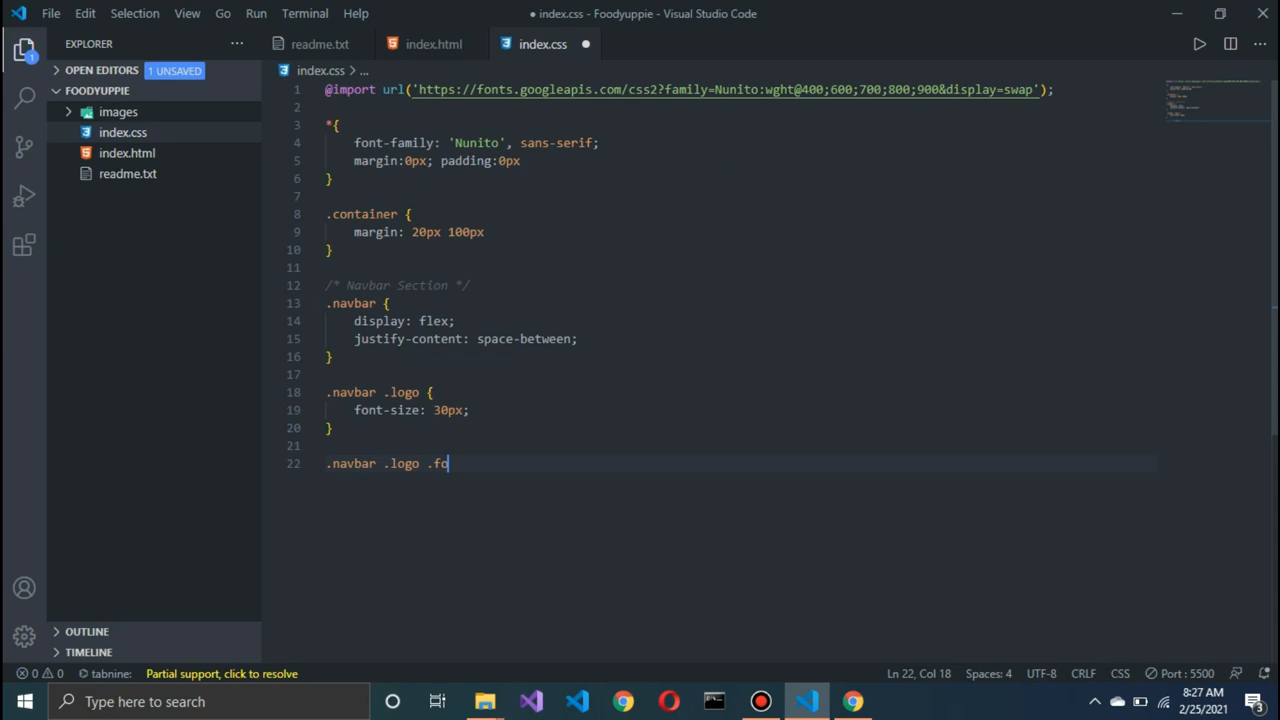 File Edit Selection View Go Run Terminal Help
● index.css - Foodyuppie - Visual Studio Code
EXPLORER
readme.txt
index.html
index.css
OPEN EDITORS 1 UNSAVED
FOODYUPPIE
images
index.css
index.html
readme.txt
OUTLINE
TIMELINE
1
index.css > ...
1 @import url('https://fonts.googleapis.com/css2?family=Nunito:wght@400;600;700;800;900&display=swap');
2
3 *{
4 font-family: 'Nunito', sans-serif;
5 margin:0px; padding:0px
6 }
7
8 .container {
9 margin: 20px 100px
10 }
11
12 /* Navbar Section */
13 .navbar {
14 display: flex;
15 justify-content: space-between;
16 }
17
18 .navbar .logo {
19 font-size: 30px;
20 }
21
22 .navbar .logo .fo
0 0 tabnine: Partial support, click to resolve
Ln 22, Col 18 Spaces: 4 UTF-8 CRLF CSS Port : 5500
Type here to search
8:27 AM
2/25/2021
3